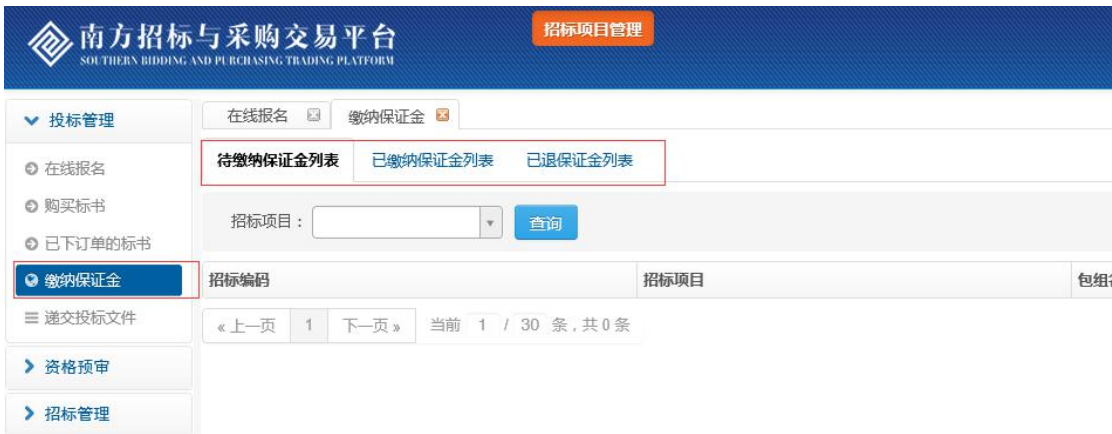 南方招标与采购交易平台
SOUTHERN BIDDING AND PURCHASING TRADING PLATFORM
招标项目管理
投标管理
在线报名
购买标书
已下订单的标书
缴纳保证金
递交投标文件
资格预审
招标管理
在线报名 缴纳保证金
待缴纳保证金列表 已缴纳保证金列表 已退保证金列表
招标项目： 查询
招标编码 招标项目 包组
«上一页 1 下一页» 当前 1 / 30 条，共0条